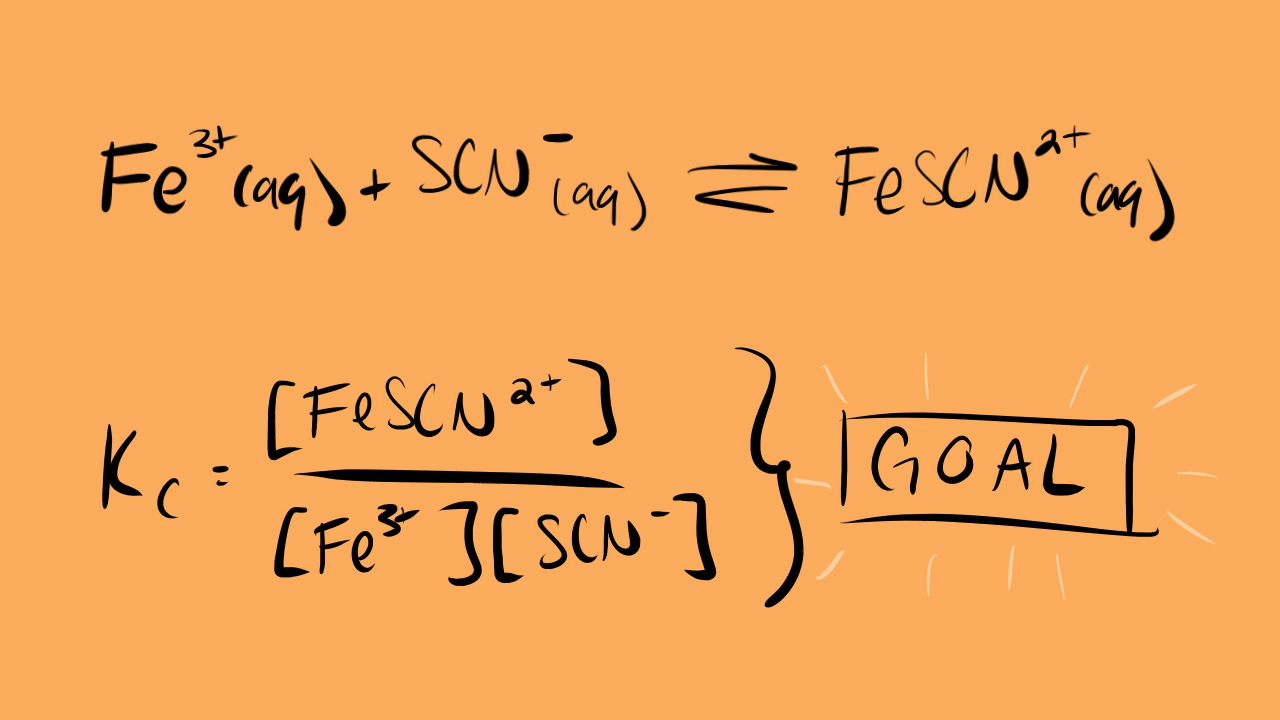 Fe³⁺(aq) + SCN⁻(aq) ⇌ FeSCN²⁺(aq)
Kc = [FeSCN²⁺] / [Fe³⁺][SCN⁻] } GOAL